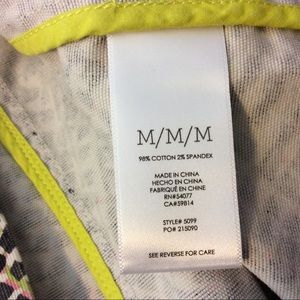 M/M/M
98% COTTON 2% SPANDEX
MADE IN CHINA
HECHO EN CHINA
FABRIQUÉ EN CHINE
RN#54077
CA#59814
STYLE# 5099
PO# 215090
SEE REVERSE FOR CARE